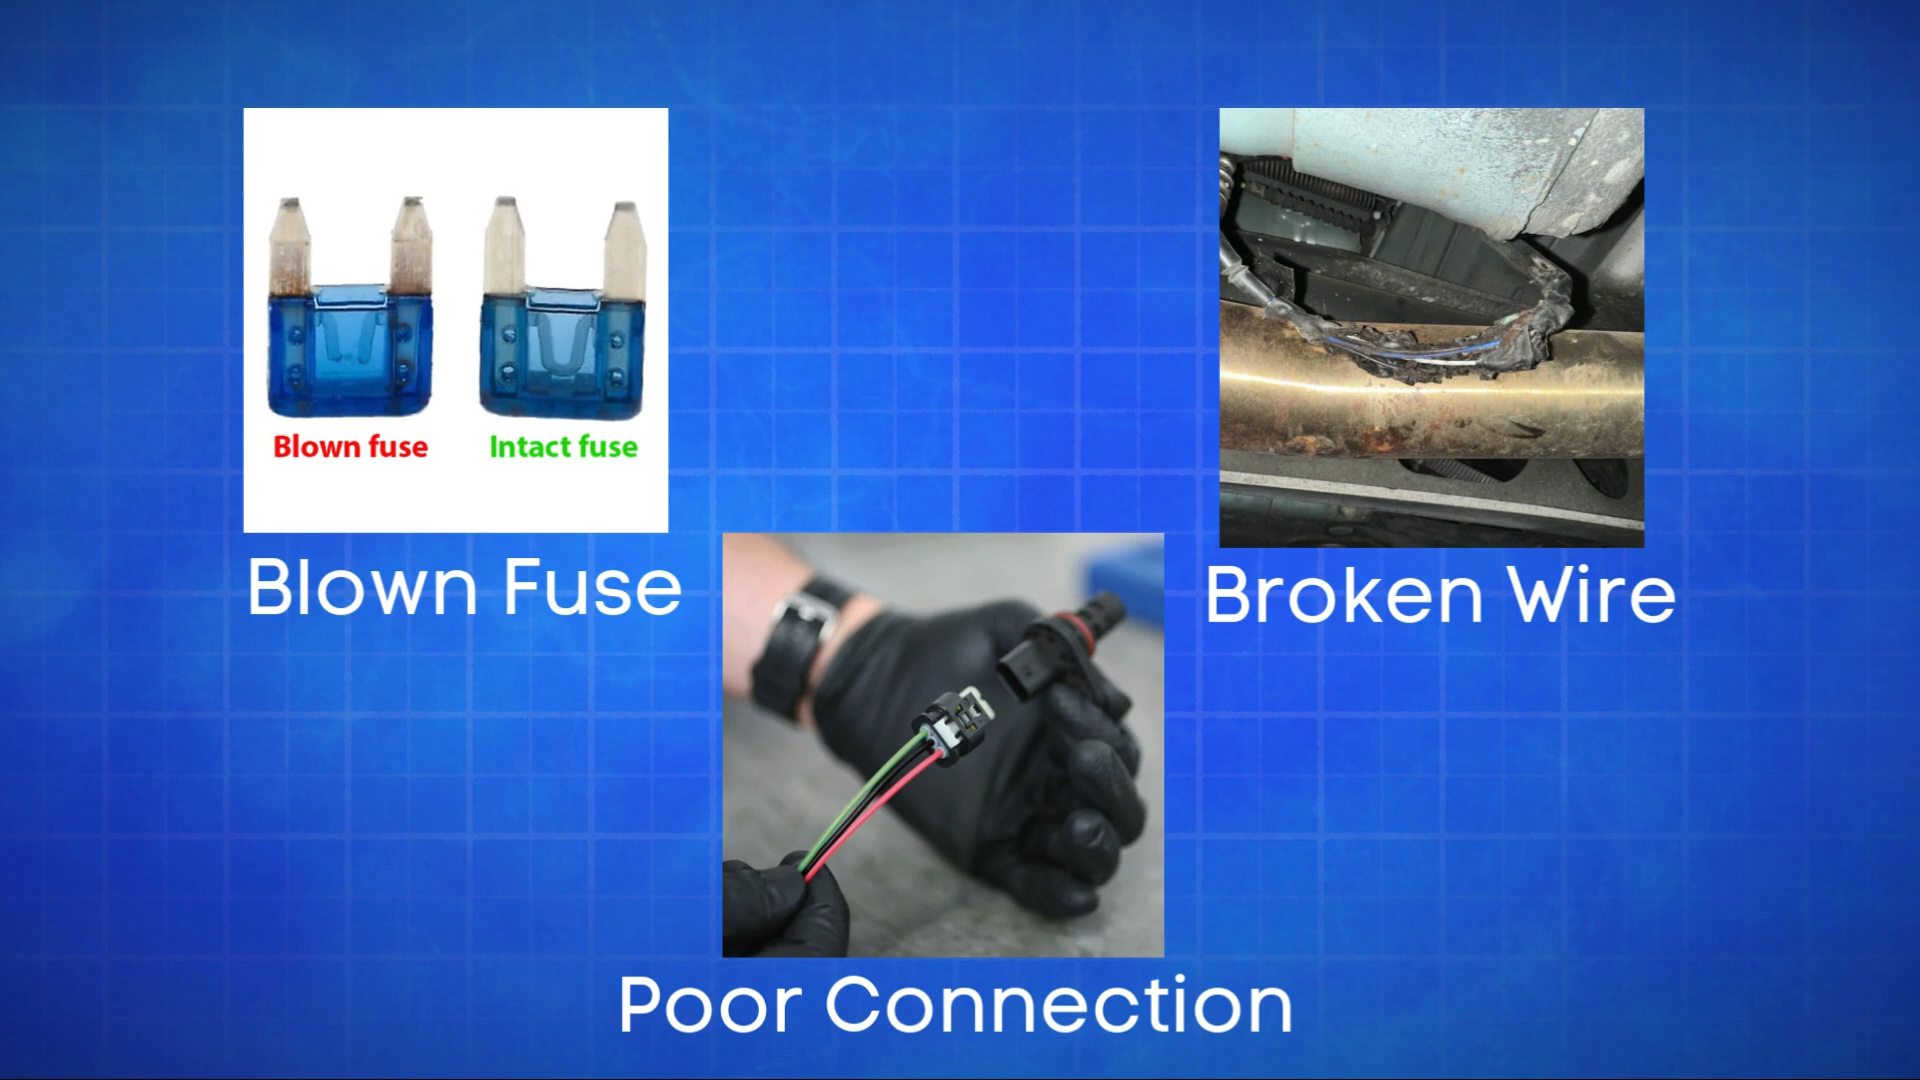 Blown fuse
Intact fuse
Blown Fuse
Broken Wire
Poor Connection